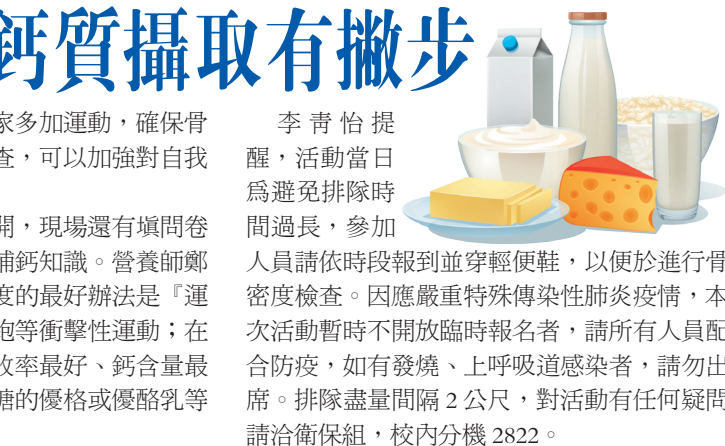 鈣質攝取有撇步
家多加運動，確保骨
查，可以加強對自我
開，現場還有填問卷
補鈣知識。營養師鄭
度的最好辦法是『運
跑等衝擊性運動；在
效率最好、鈣含量最
糖的優格或優酪乳等
李靑怡提
醒，活動當日
爲避免排隊時
間過長，參加
人員請依時段報到並穿輕便鞋，以便於進行骨
密度檢查。因應嚴重特殊傳染性肺炎疫情，本
次活動暫時不開放臨時報名者，請所有人員配
合防疫，如有發燒、上呼吸道感染者，請勿出
席。排隊盡量間隔 2 公尺，對活動有任何疑問
請洽衛保組，校內分機 2822。